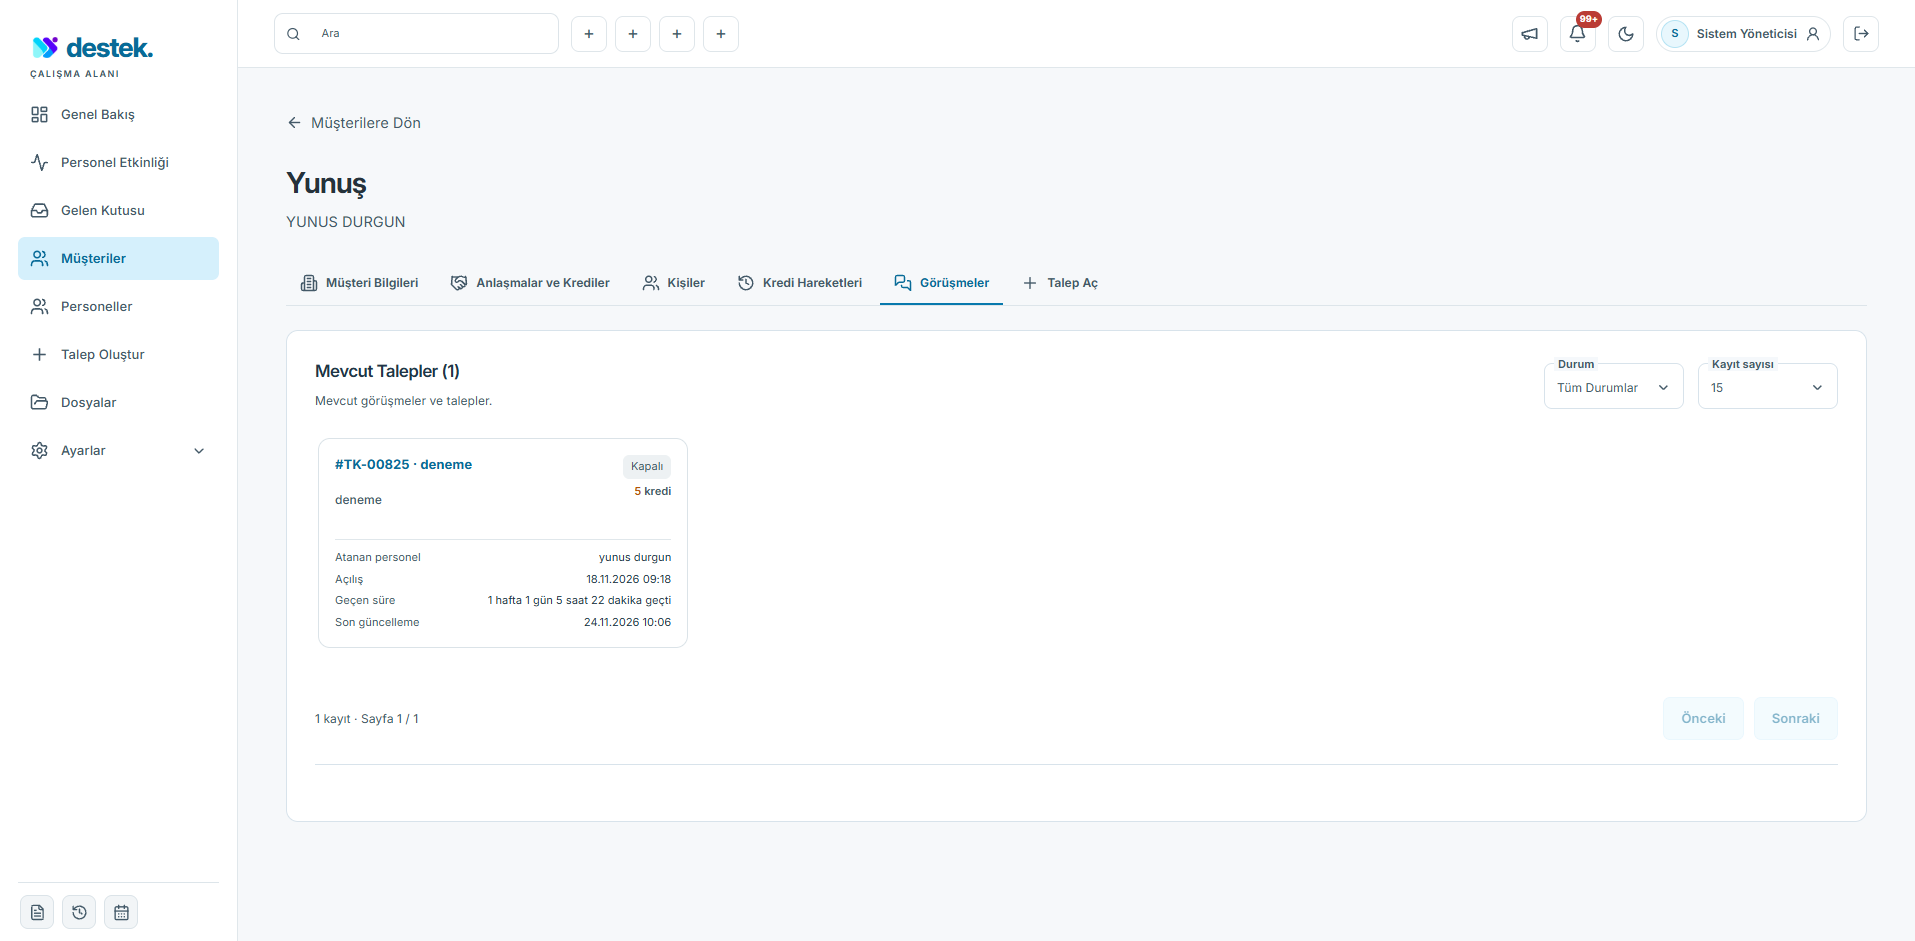 destek.
ÇALIŞMA ALANI
Genel Bakış
Personel Etkinliği
Gelen Kutusu
Müşteriler
Personeller
Talep Oluştur
Dosyalar
Ayarlar
Ara
99+
S
Sistem Yöneticisi
Müşterilere Dön
Yunuş
YUNUS DURGUN
Müşteri Bilgileri
Anlaşmalar ve Krediler
Kişiler
Kredi Hareketleri
Görüşmeler
Talep Aç
Mevcut Talepler (1)
Mevcut görüşmeler ve talepler.
Durum
Tüm Durumlar
Kayıt sayısı
15
#TK-00825 · deneme
Kapalı
5 kredi
deneme
Atanan personel yunus durgun
Açılış 18.11.2026 09:18
Geçen süre 1 hafta 1 gün 5 saat 22 dakika geçti
Son güncelleme 24.11.2026 10:06
1 kayıt · Sayfa 1 / 1
Önceki
Sonraki